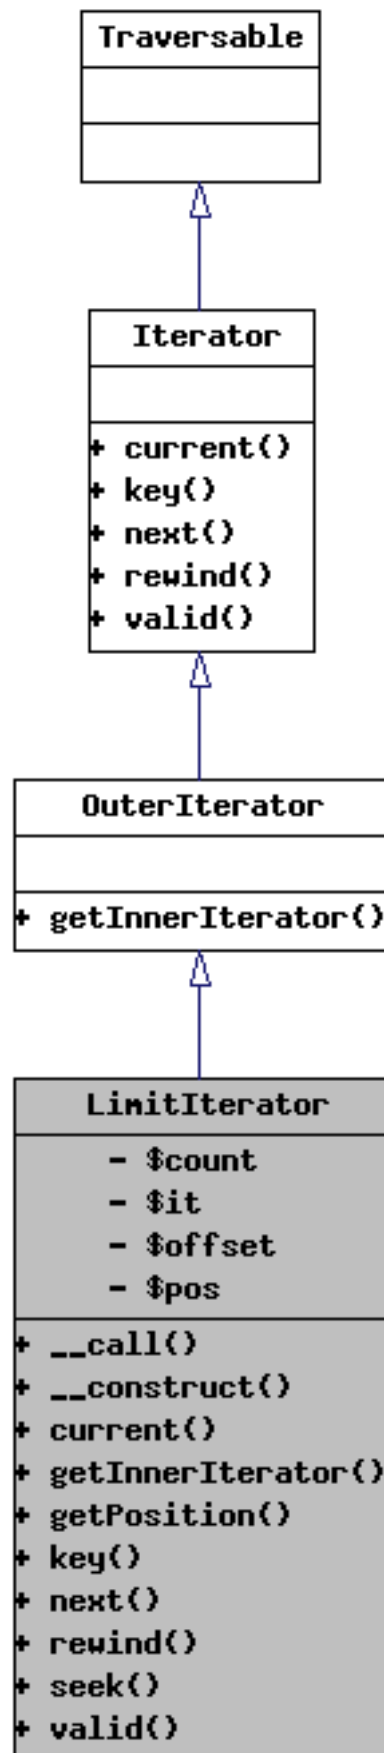 Traversable
Iterator
+ current()
+ key()
+ next()
+ rewind()
+ valid()
OuterIterator
+ getInnerIterator()
LimitIterator
- $count
- $it
- $offset
- $pos
+ __call()
+ __construct()
+ current()
+ getInnerIterator()
+ getPosition()
+ key()
+ next()
+ rewind()
+ seek()
+ valid()